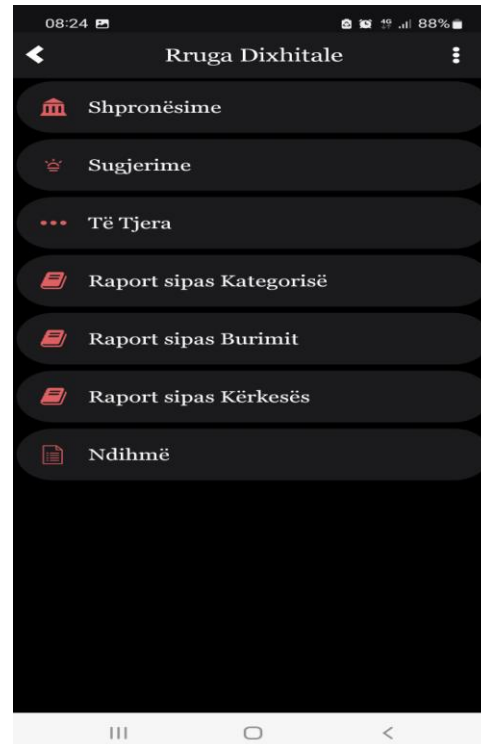 08:24 88%
Rruga Dixhitale
Shpronësime
Sugjerime
Të Tjera
Raport sipas Kategorisë
Raport sipas Burimit
Raport sipas Kërkesës
Ndihmë